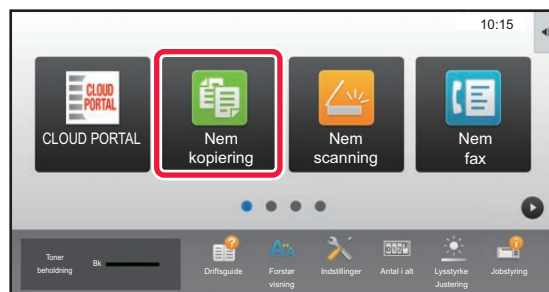 10:15
CLOUD
PORTAL
CLOUD PORTAL
Nem
kopiering
Nem
scanning
Nem
fax
Toner
beholdning
Bk
Driftsguide
Forstør
visning
Indstillinger
Antal i alt
Lysstyrke
Justering
Jobstyring